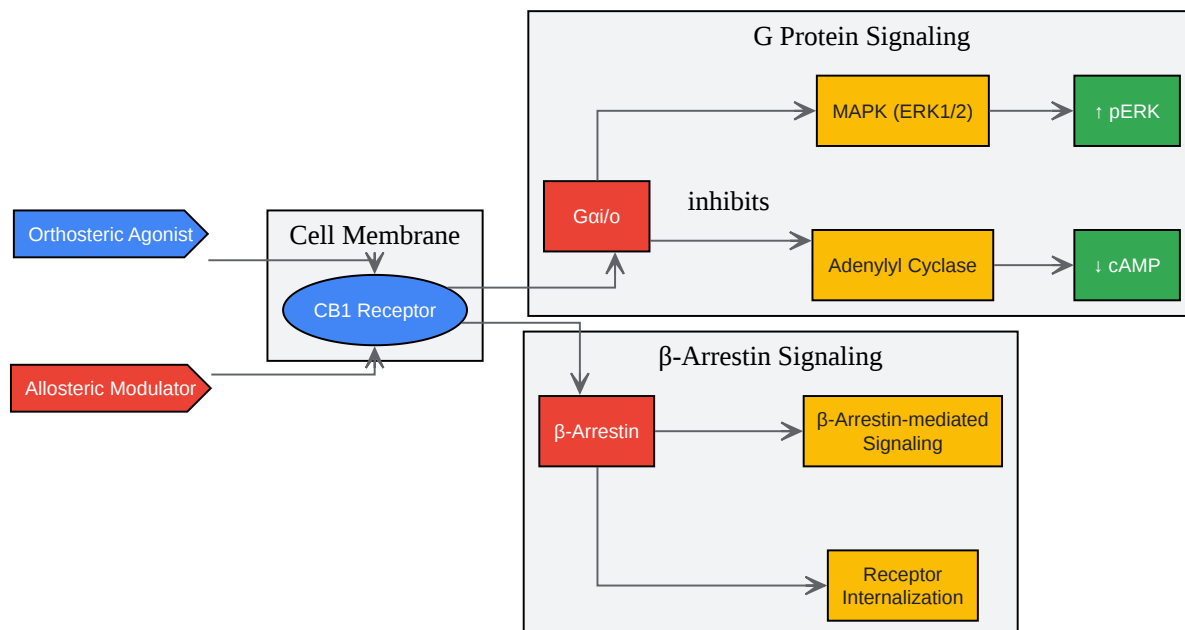 G Protein Signaling
MAPK (ERK1/2)
↑ pERK
Gαi/o
inhibits
Adenylyl Cyclase
↓ cAMP
Orthosteric Agonist
Cell Membrane
CB1 Receptor
Allosteric Modulator
β-Arrestin Signaling
β-Arrestin
β-Arrestin-mediated
Signaling
Receptor
Internalization